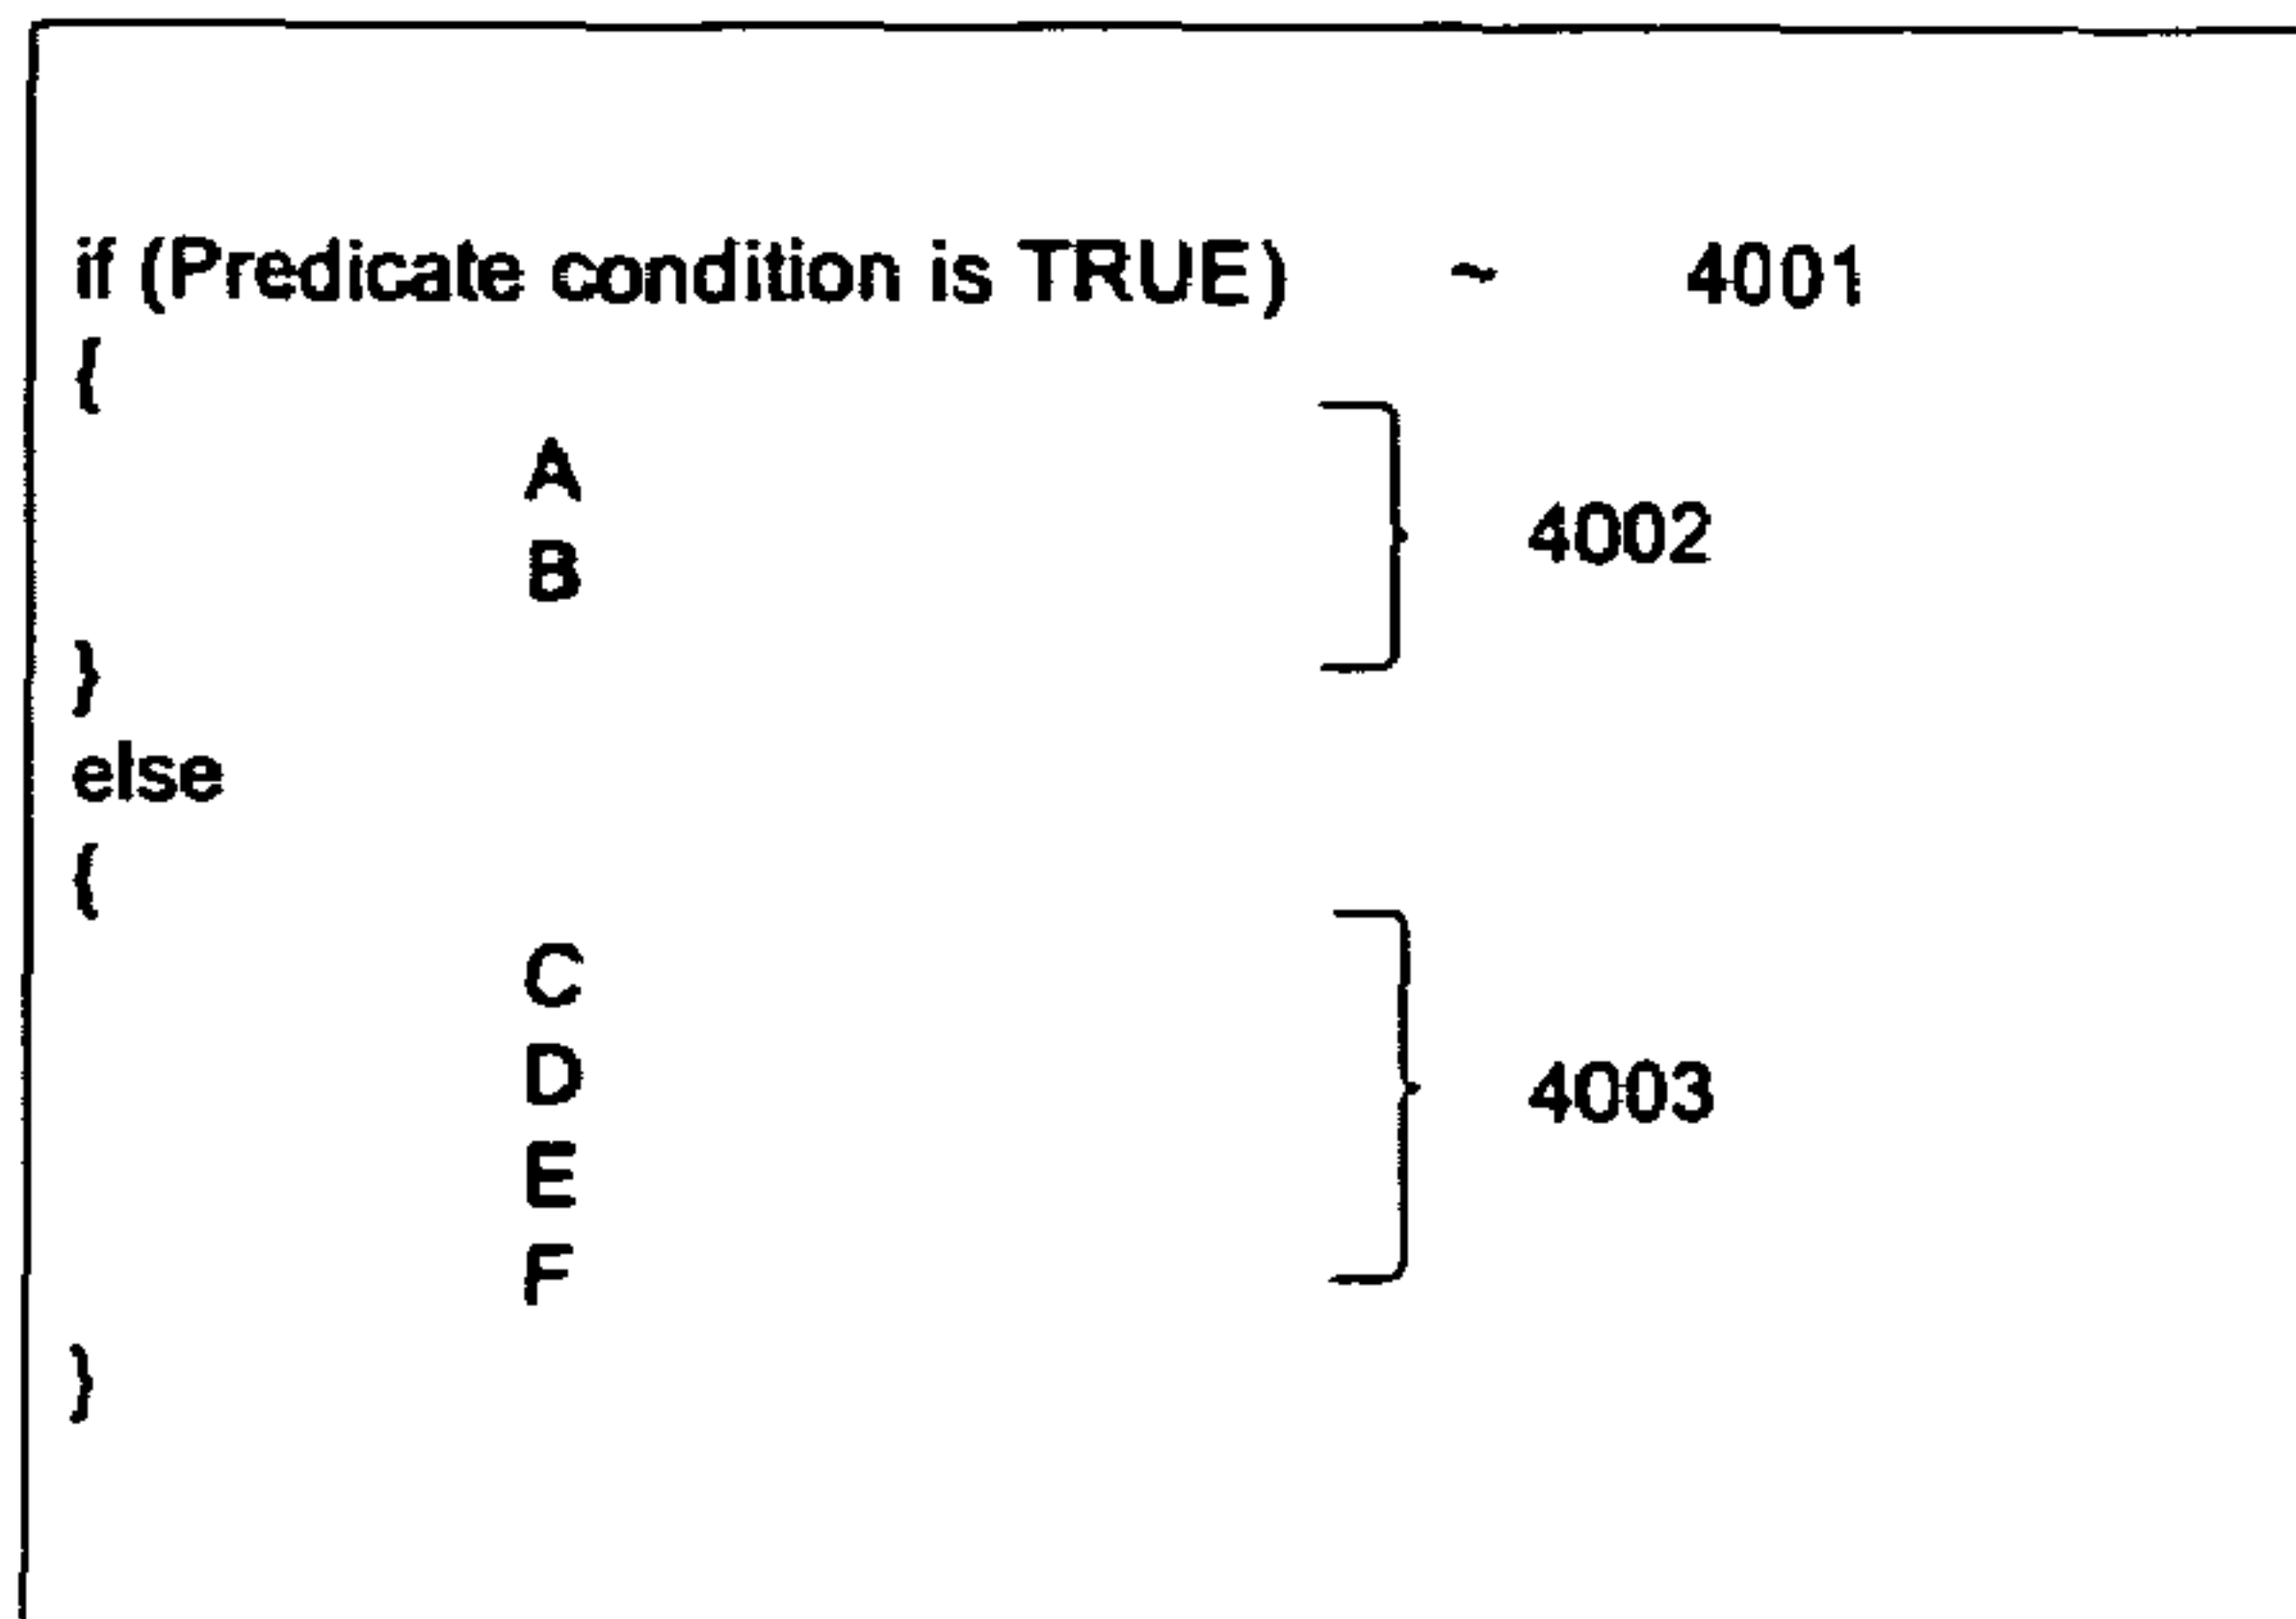 if (Predicate condition is TRUE) ~ 4001
{
A
B
4002
}
else
{
C
D
4003
E
F
}